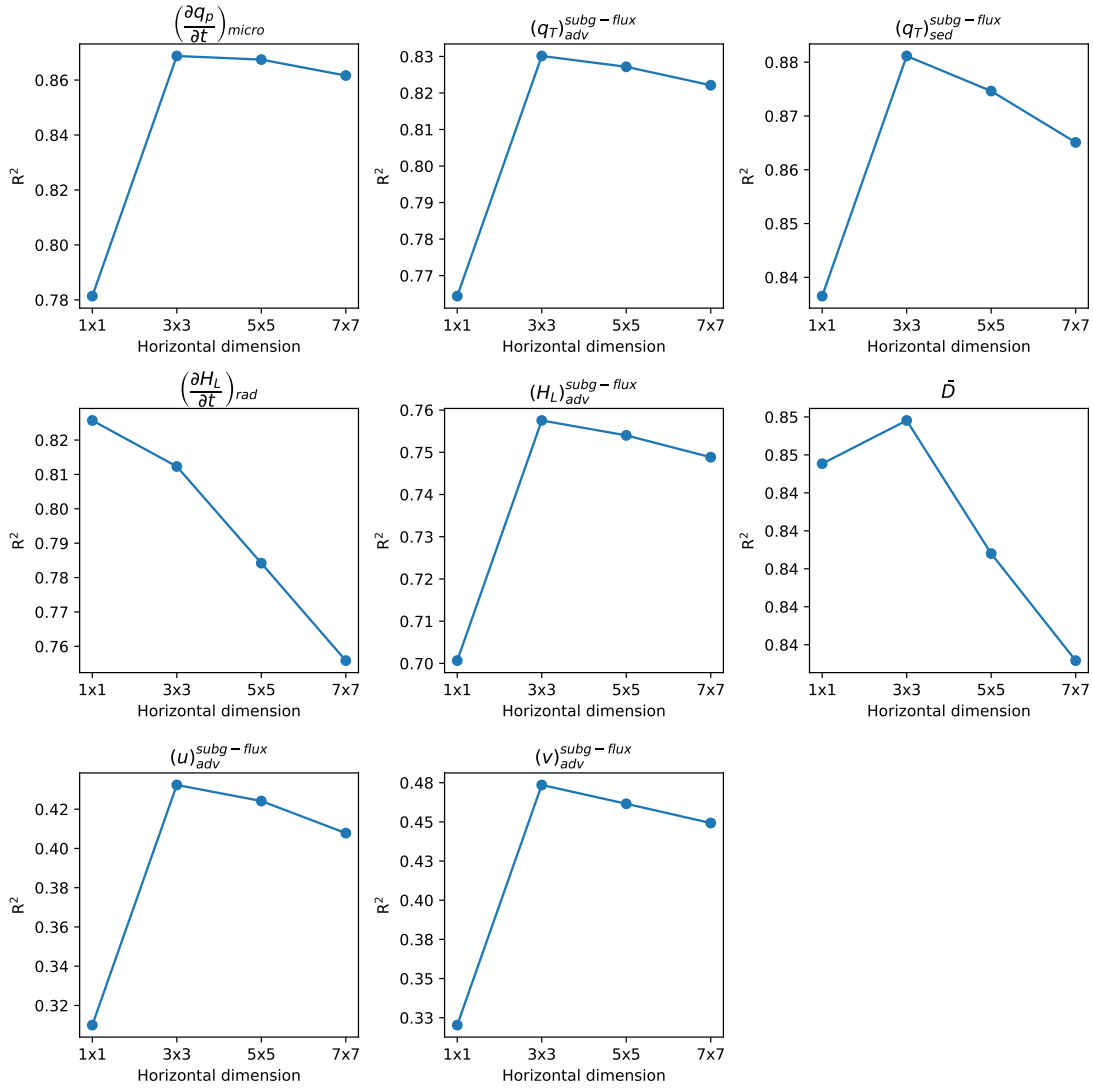 (∂q_p/∂t)_micro
R²
0.86
0.84
0.82
0.80
0.78
1x1 3x3 5x5 7x7
Horizontal dimension
(q_T)_adv^subg−flux
R²
0.83
0.82
0.81
0.80
0.79
0.78
0.77
1x1 3x3 5x5 7x7
Horizontal dimension
(q_T)_sed^subg−flux
R²
0.88
0.87
0.86
0.85
0.84
1x1 3x3 5x5 7x7
Horizontal dimension
(∂H_L/∂t)_rad
R²
0.82
0.81
0.80
0.79
0.78
0.77
0.76
1x1 3x3 5x5 7x7
Horizontal dimension
(H_L)_adv^subg−flux
R²
0.76
0.75
0.74
0.73
0.72
0.71
0.70
1x1 3x3 5x5 7x7
Horizontal dimension
D̄
R²
0.85
0.85
0.84
0.84
0.84
0.84
0.84
1x1 3x3 5x5 7x7
Horizontal dimension
(u)_adv^subg−flux
R²
0.42
0.40
0.38
0.36
0.34
0.32
1x1 3x3 5x5 7x7
Horizontal dimension
(v)_adv^subg−flux
R²
0.48
0.45
0.43
0.40
0.38
0.35
0.33
1x1 3x3 5x5 7x7
Horizontal dimension